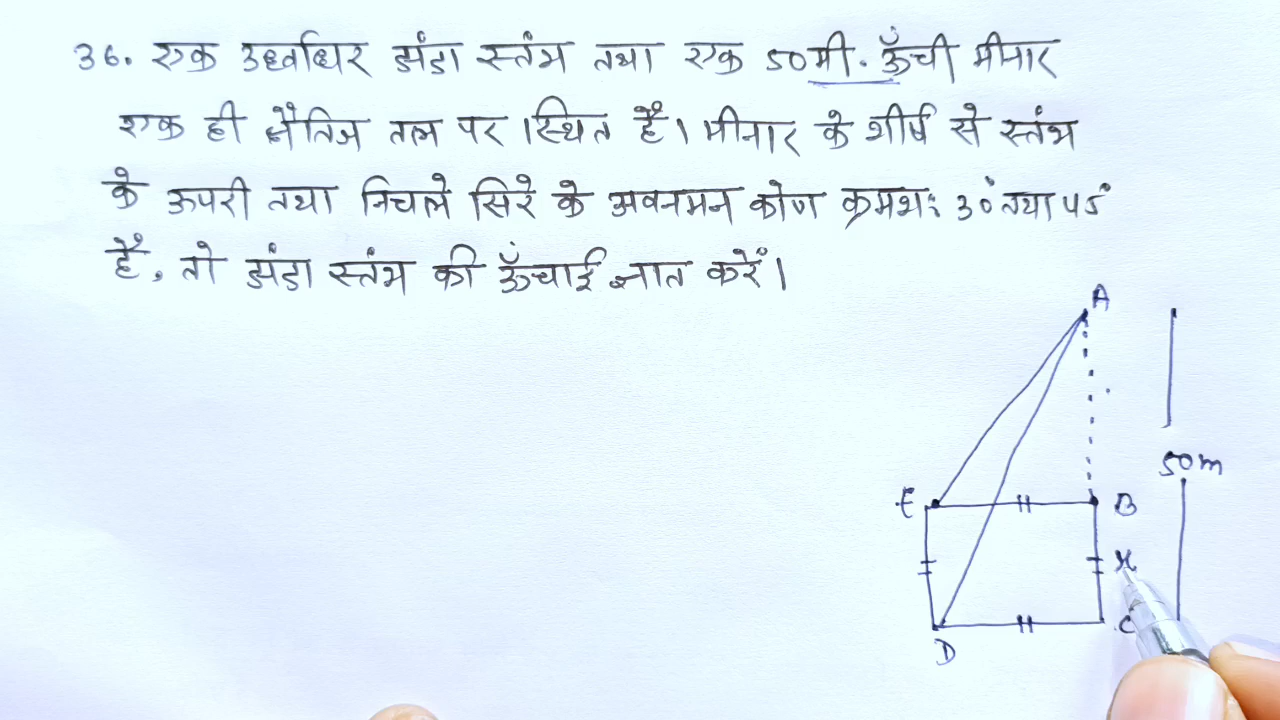 36. एक उर्ध्वाधर झंडा स्तंभ तथा एक 50मी. ऊँची मीनार
एक ही क्षैतिज तल पर स्थित है। मीनार के शीर्ष से स्तंभ
के ऊपरी तथा निचले सिरे के अवनमन कोण क्रमशः 30° तथा 45°
है, तो झंडा स्तंभ की ऊँचाई ज्ञात करें।
A
50m
E
B
x
C
D